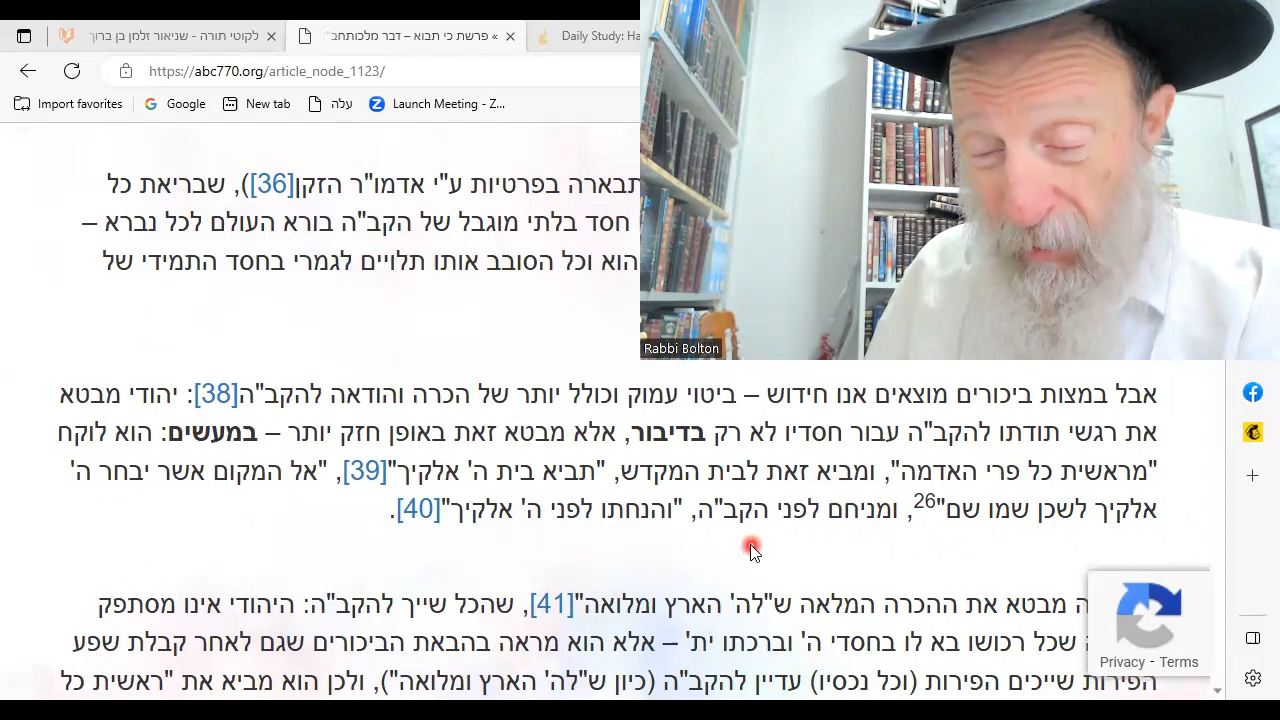 לקוטי תורה - שניאור זלמן בן ברוך
» פרשת כי תבוא – דבר מלכותחב"
Daily Study: Ha
https://abc770.org/article_node_1123/
Import favorites
Google
New tab
עלה
Launch Meeting - Z...
תבארה בפרטיות ע"י אדמו"ר הזקן[36]), שבריאת כל
חסד בלתי מוגבל של הקב"ה בורא העולם לכל נברא –
הוא וכל הסובב אותו תלויים לגמרי בחסד התמידי של
Rabbi Bolton
אבל במצות ביכורים מוצאים אנו חידוש – ביטוי עמוק וכולל יותר של הכרה והודאה להקב"ה[38]: יהודי מבטא
את רגשי תודתו להקב"ה עבור חסדיו לא רק בדיבור, אלא מבטא זאת באופן חזק יותר – במעשים: הוא לוקח
"מראשית כל פרי האדמה", ומביא זאת לבית המקדש, "תביא בית ה' אלקיך"[39], "אל המקום אשר יבחר ה'
אלקיך לשכן שמו שם"26, ומניחם לפני הקב"ה, "והנחתו לפני ה' אלקיך"[40].
ה מבטא את ההכרה המלאה ש"לה' הארץ ומלואה"[41], שהכל שייך להקב"ה: היהודי אינו מסתפק
שכל רכושו בא לו בחסדי ה' וברכתו ית' – אלא הוא מראה בהבאת הביכורים שגם לאחר קבלת שפע
הפירות שייכים הפירות (וכל נכסיו) עדיין להקב"ה (כיון ש"לה' הארץ ומלואה"), ולכן הוא מביא את "ראשית כל
Privacy - Terms